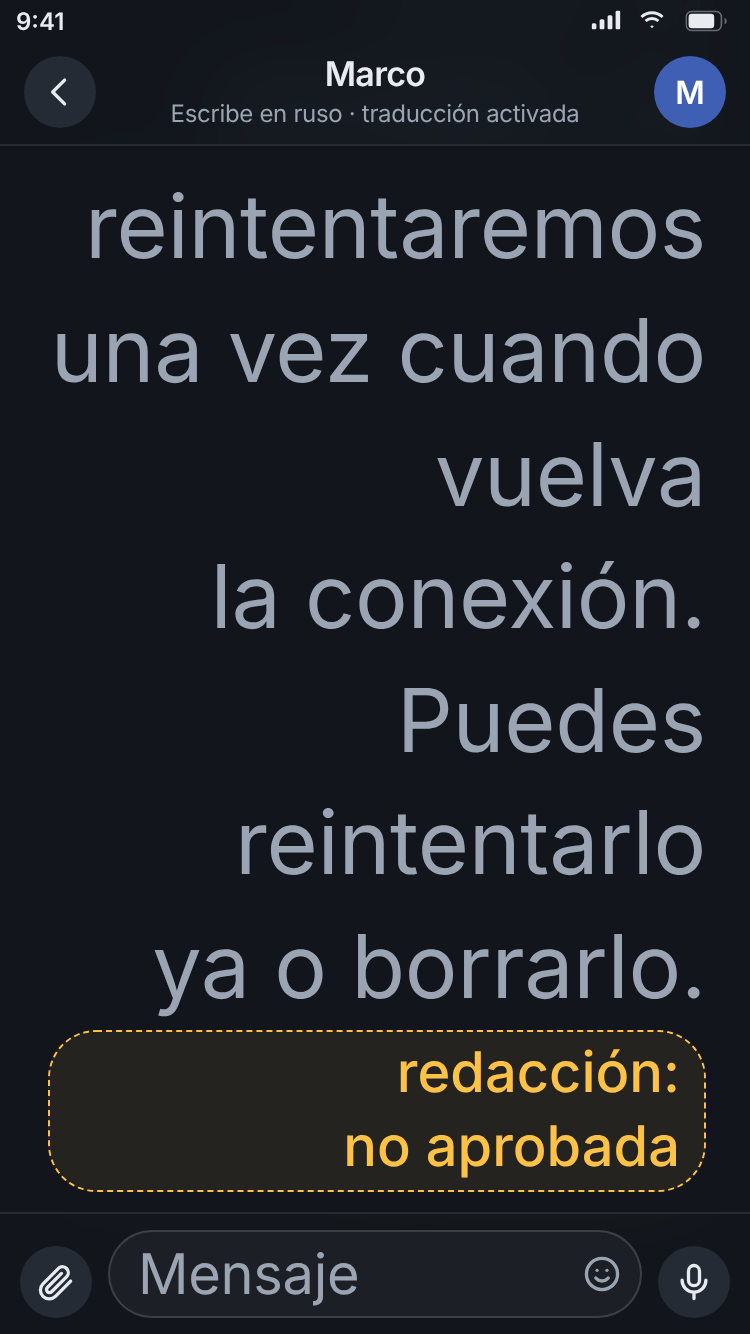 9:41
Marco
Escribe en ruso · traducción activada
M
reintentaremos
una vez cuando
vuelva
la conexión.
Puedes
reintentarlo
ya o borrarlo.
redacción:
no aprobada
Mensaje